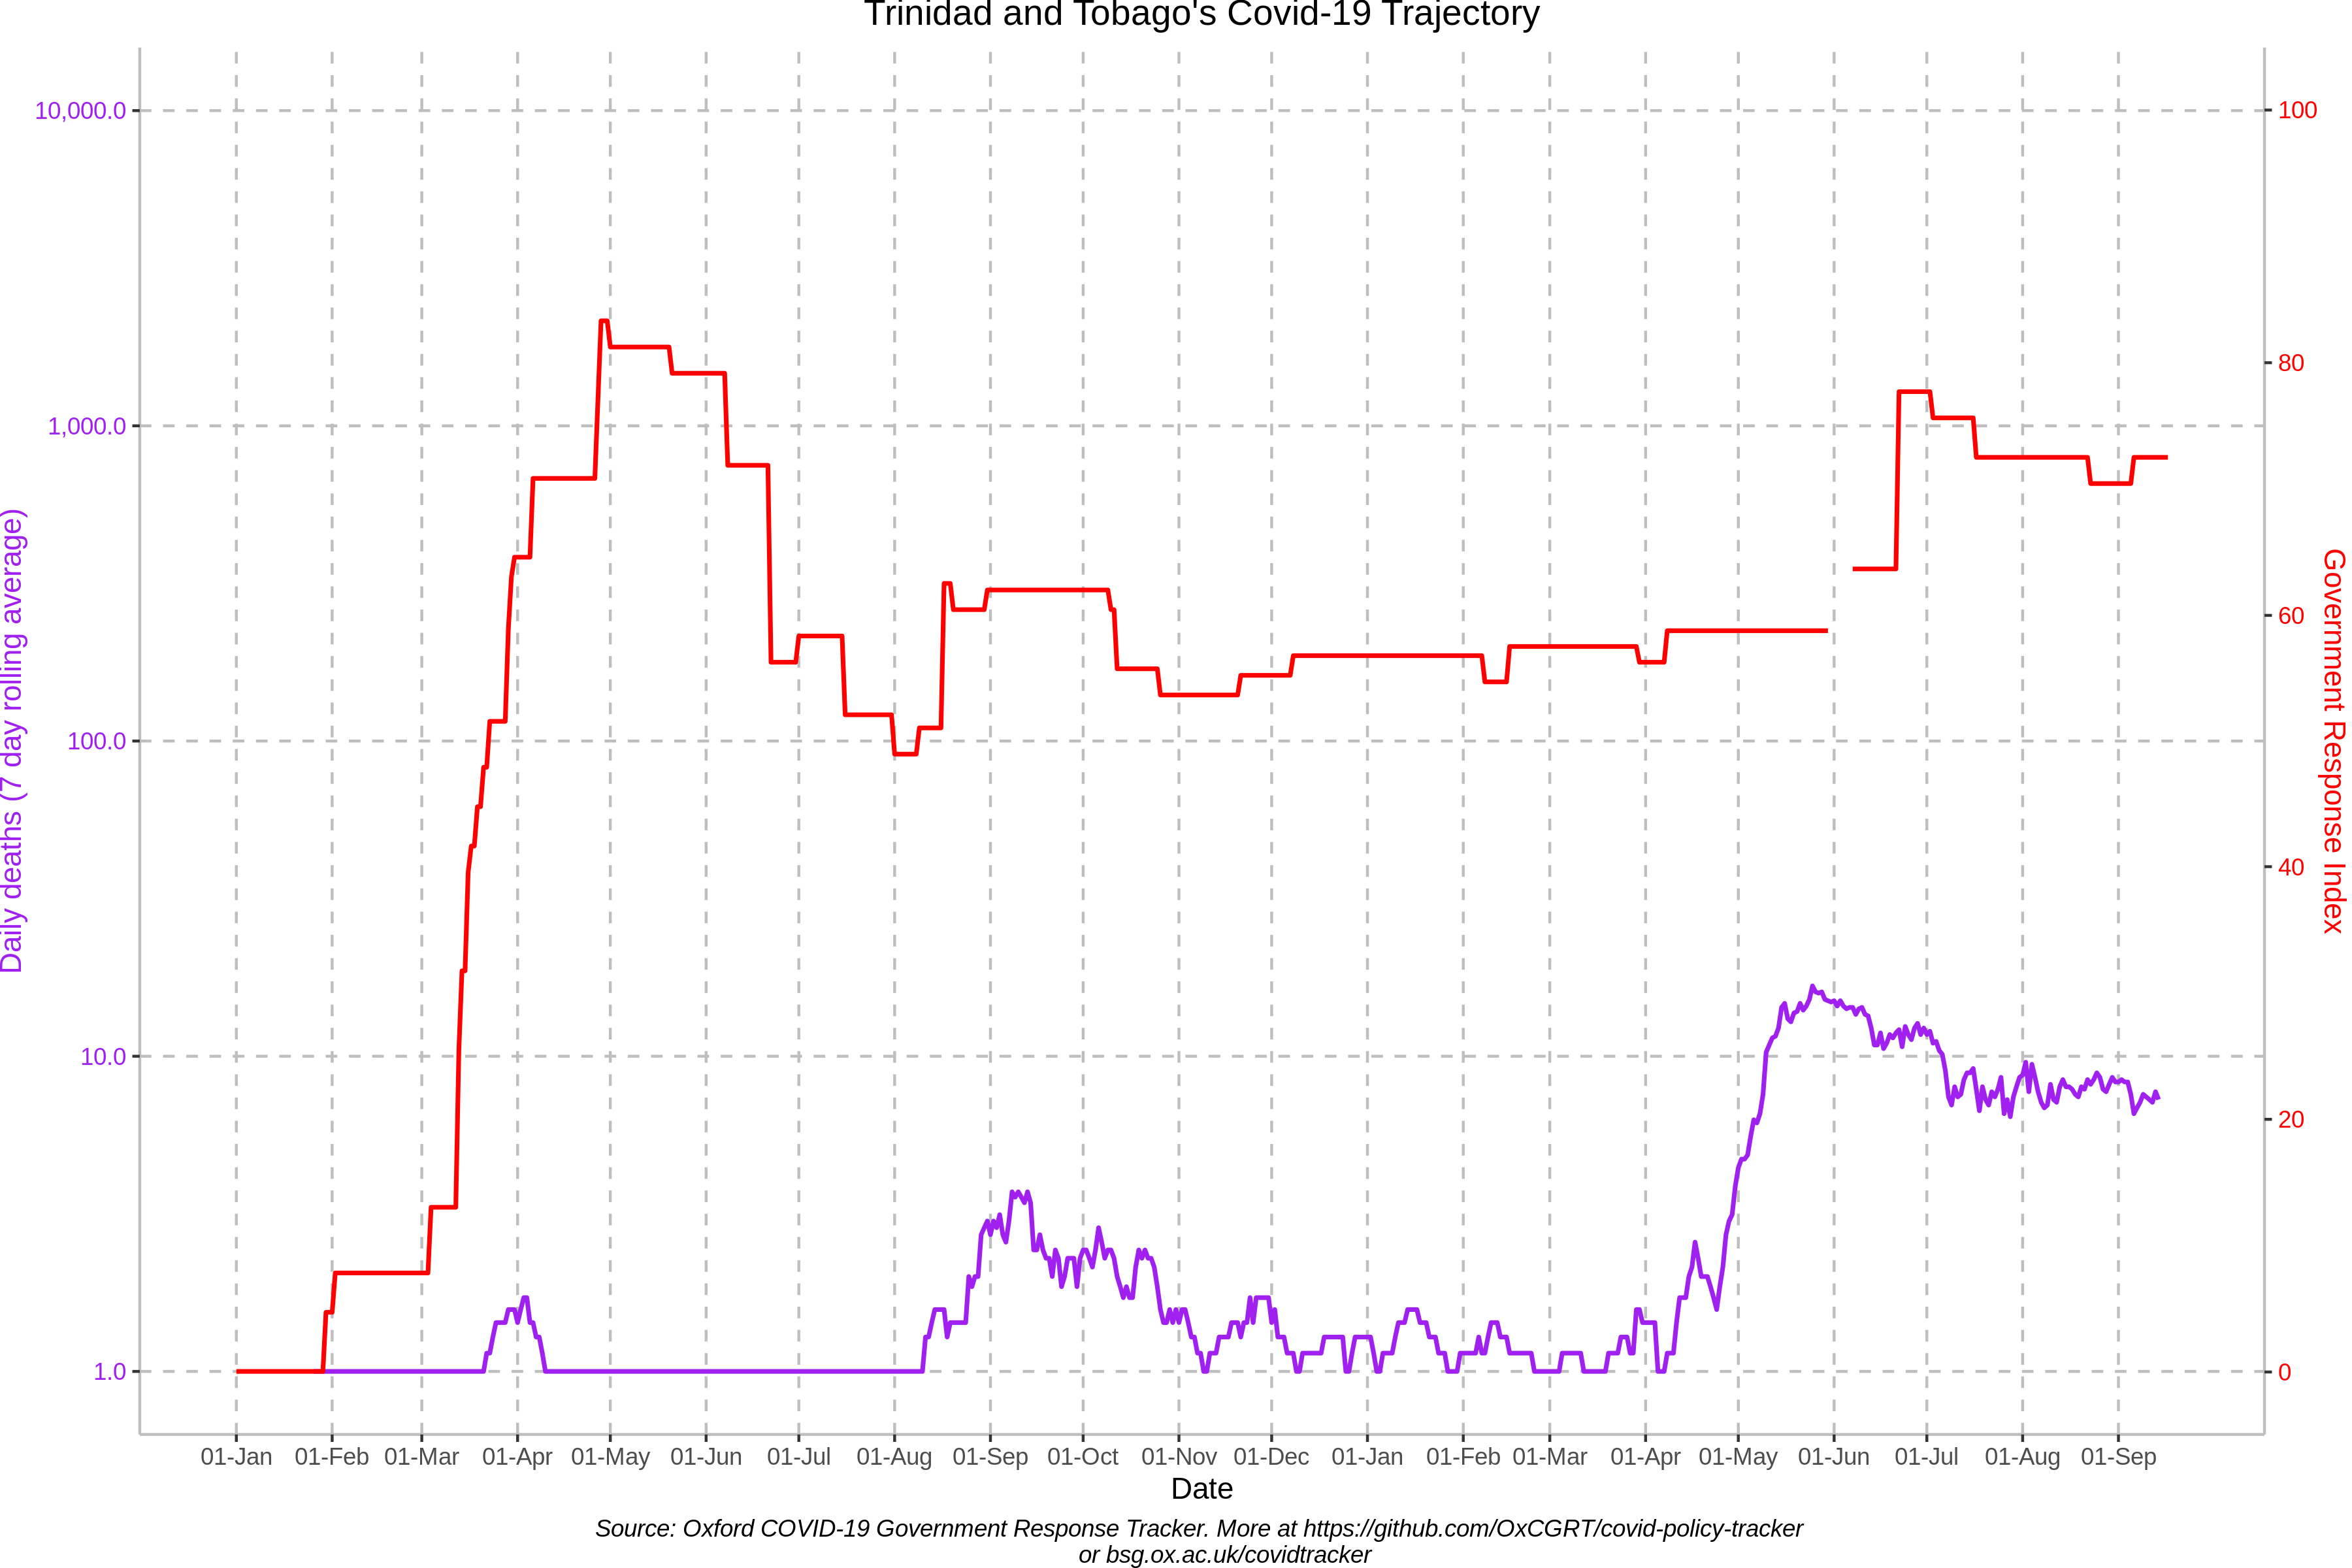 Trinidad and Tobago's Covid-19 Trajectory
10,000.0
1,000.0
100.0
10.0
1.0
Daily deaths (7 day rolling average)
100
80
60
40
20
0
Government Response Index
01-Jan 01-Feb 01-Mar 01-Apr 01-May 01-Jun 01-Jul 01-Aug 01-Sep 01-Oct 01-Nov 01-Dec 01-Jan 01-Feb 01-Mar 01-Apr 01-May 01-Jun 01-Jul 01-Aug 01-Sep
Date
Source: Oxford COVID-19 Government Response Tracker. More at https://github.com/OxCGRT/covid-policy-tracker
or bsg.ox.ac.uk/covidtracker